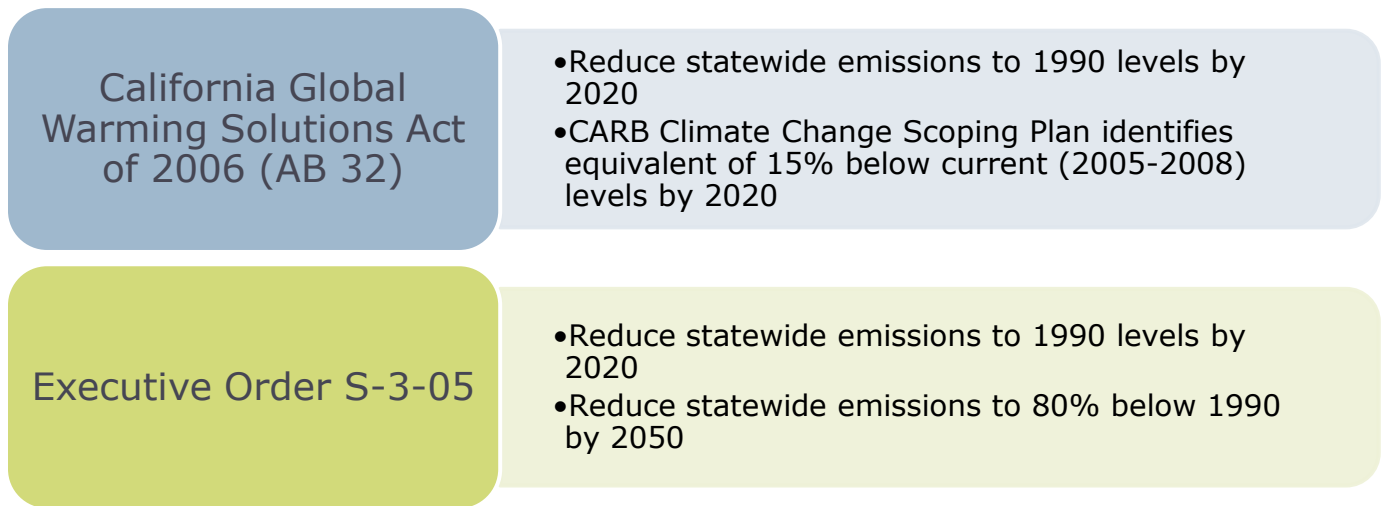 California Global
Warming Solutions Act
of 2006 (AB 32)
•Reduce statewide emissions to 1990 levels by
2020
•CARB Climate Change Scoping Plan identifies
equivalent of 15% below current (2005-2008)
levels by 2020
Executive Order S-3-05
•Reduce statewide emissions to 1990 levels by
2020
•Reduce statewide emissions to 80% below 1990
by 2050